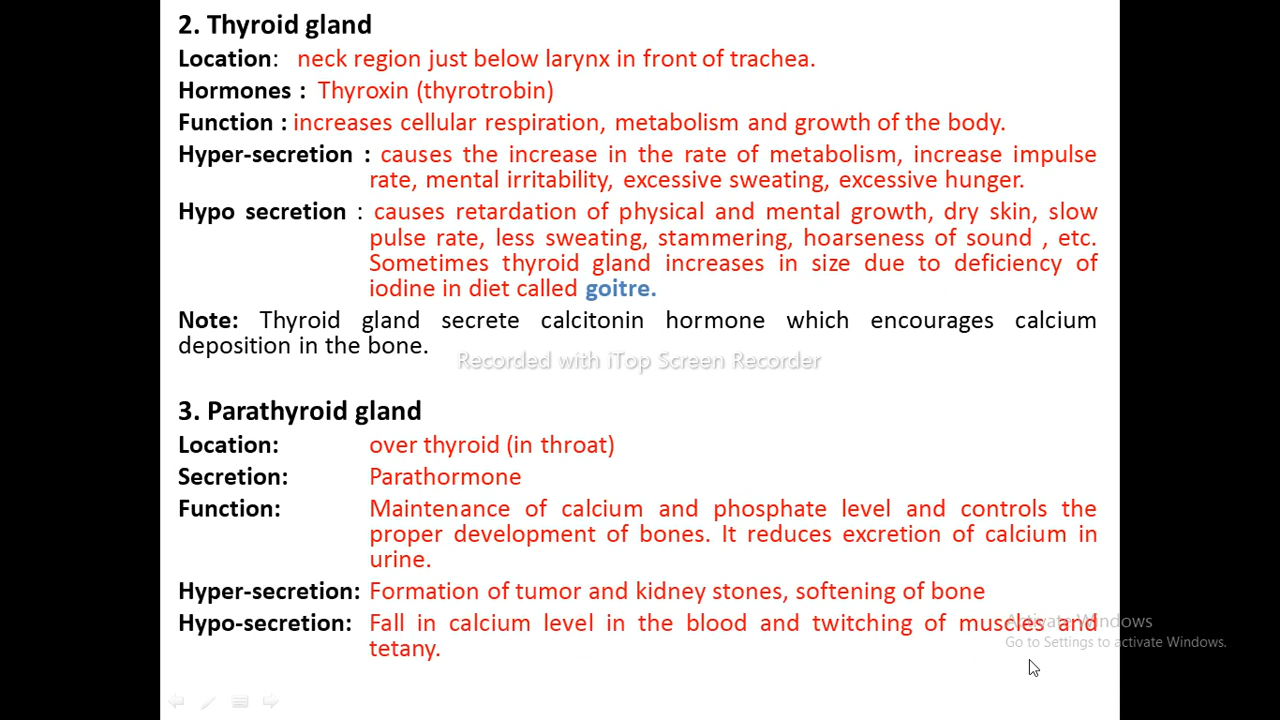 2. Thyroid gland
Location:   neck region just below larynx in front of trachea.
Hormones :  Thyroxin (thyrotrobin)
Function : increases cellular respiration, metabolism and growth of the body.
Hyper-secretion : causes the increase in the rate of metabolism, increase impulse
rate, mental irritability, excessive sweating, excessive hunger.
Hypo secretion : causes retardation of physical and mental growth, dry skin, slow
pulse rate, less sweating, stammering, hoarseness of sound , etc.
Sometimes thyroid gland increases in size due to deficiency of
iodine in diet called goitre.
Note: Thyroid gland secrete calcitonin hormone which encourages calcium
deposition in the bone.
Recorded with iTop Screen Recorder
3. Parathyroid gland
Location: over thyroid (in throat)
Secretion: Parathormone
Function: Maintenance of calcium and phosphate level and controls the
proper development of bones. It reduces excretion of calcium in
urine.
Hyper-secretion: Formation of tumor and kidney stones, softening of bone
Hypo-secretion: Fall in calcium level in the blood and twitching of muscles and
tetany.
Activate Windows
Go to Settings to activate Windows.